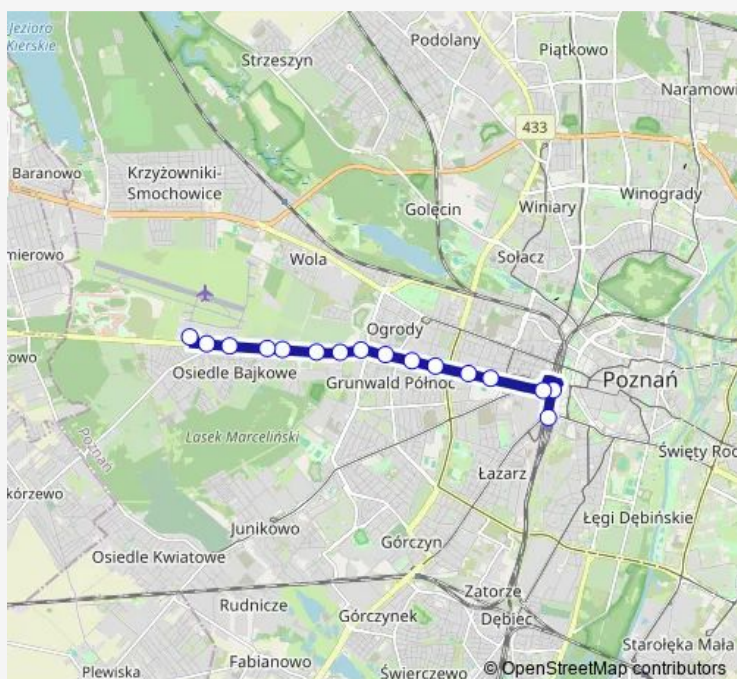 Jezioro
Kierskie
Podolany
Piątkowo
Strzeszyn
Naramowi
433
Baranowo
Krzyżowniki-
Smochowice
Winogrady
Golęcin
Winiary
mierowo
Wola
Sołacz
Ogrody
owo
Osiedle Bajkowe
Grunwald Północ
Poznań
Lasek Marceliński
Poznań
Łazarz
Święty Roc
kórzewo
Junikowo
Łęgi Dębińskie
Osiedle Kwiatowe
Górczyn
Zatorze
Rudnicze
Górczynek
Dębiec
Starołęka Mała
Fabianowo
Plewiska
Świerczewo
© OpenStreetMap contributors